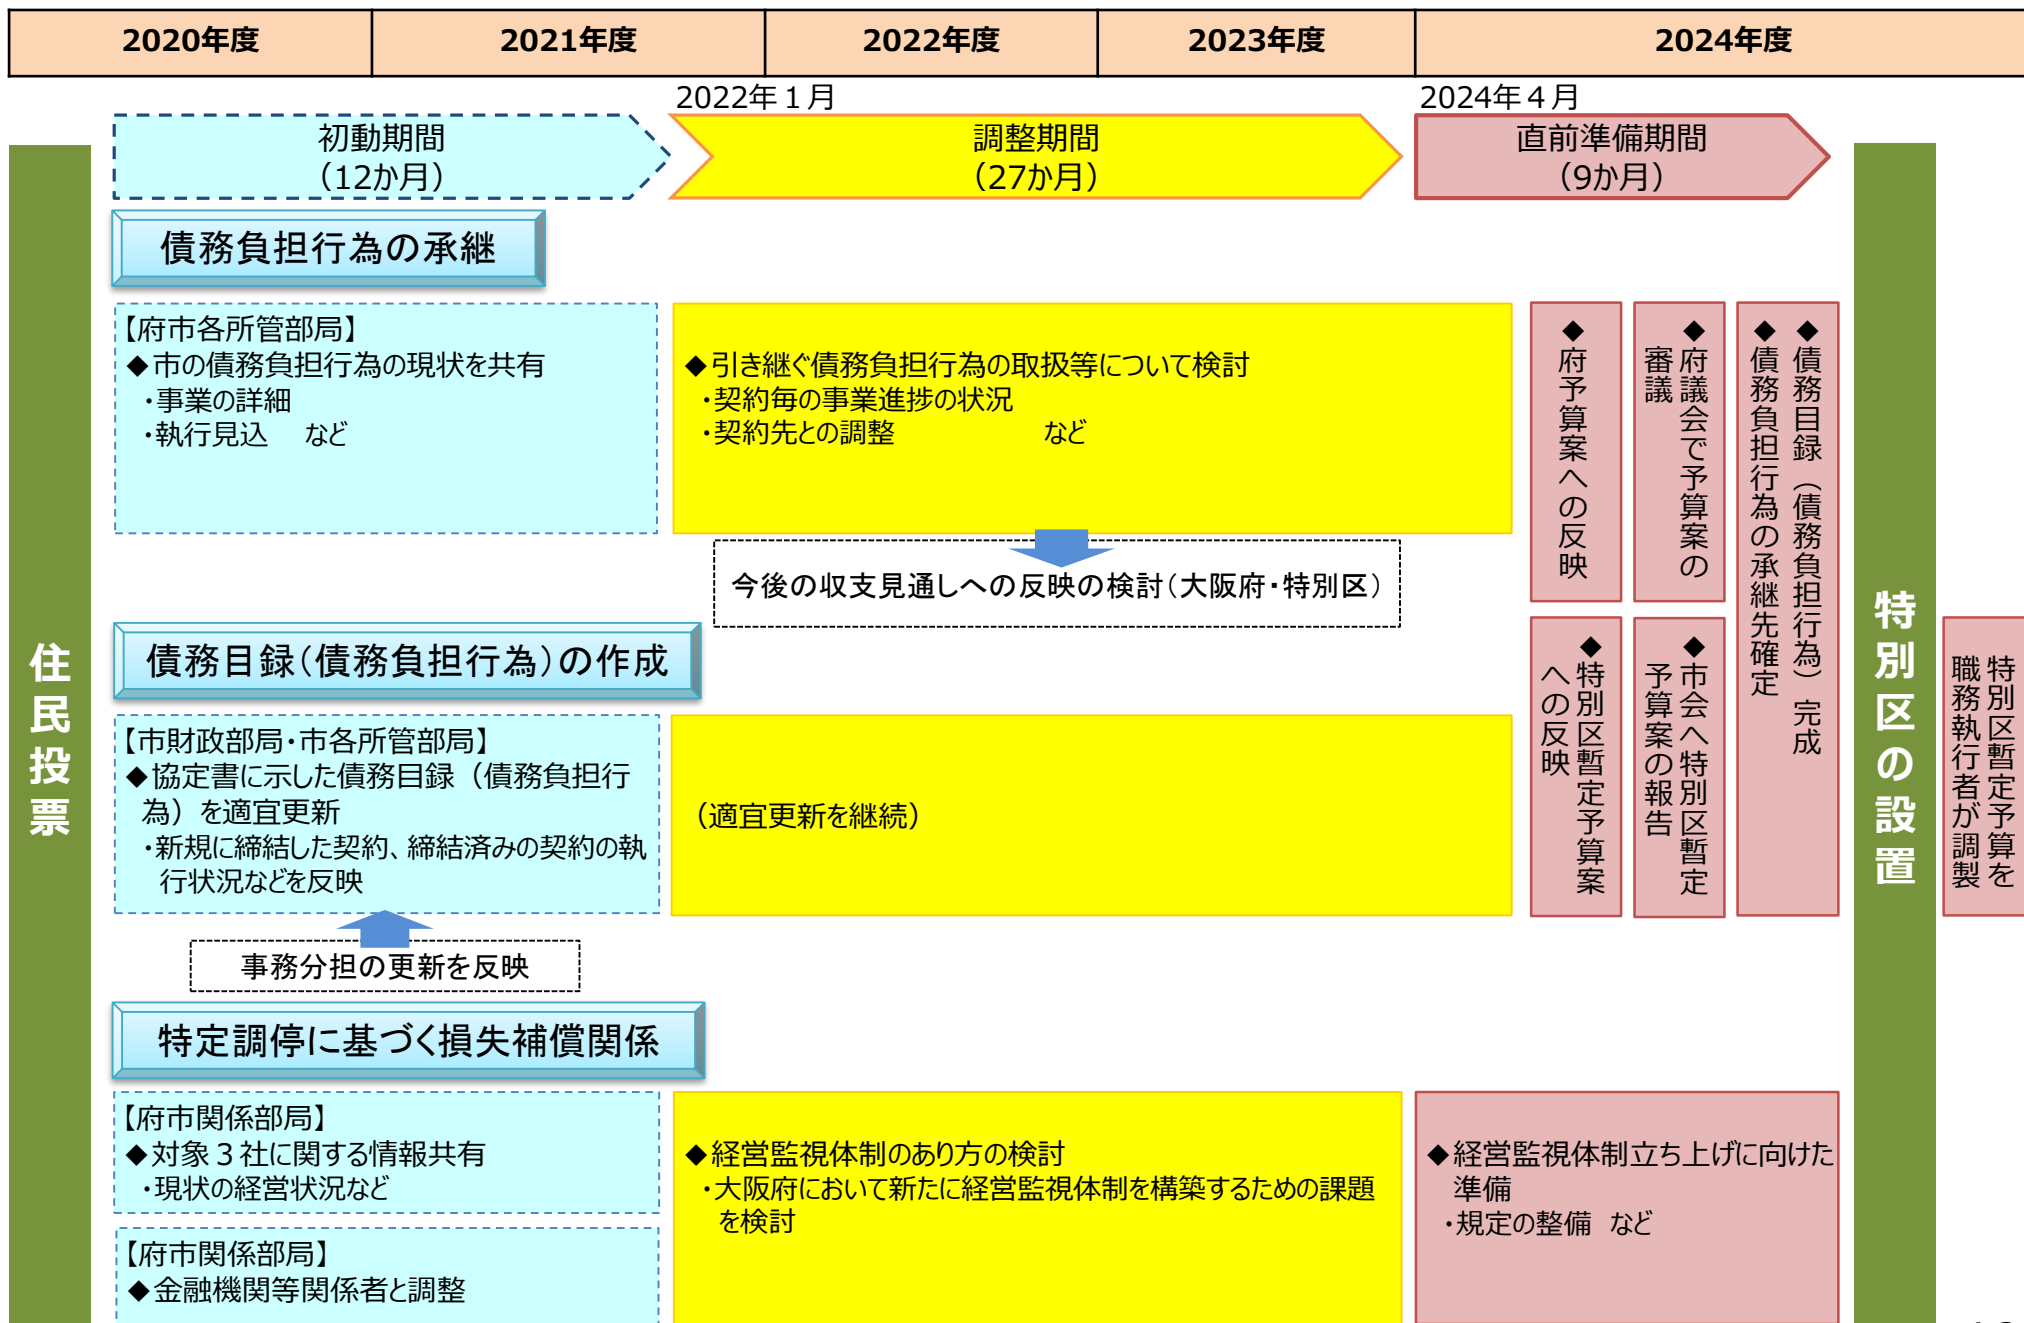 2020年度
2021年度
2022年度
2023年度
2024年度
2022年１月
2024年４月
初動期間
（12か月）
調整期間
（27か月）
直前準備期間
（9か月）
住民投票
債務負担行為の承継
【府市各所管部局】
◆市の債務負担行為の現状を共有
・事業の詳細
・執行見込　など
◆引き継ぐ債務負担行為の取扱等について検討
・契約毎の事業進捗の状況
・契約先との調整　　　　　など
今後の収支見通しへの反映の検討（大阪府・特別区）
債務目録（債務負担行為）の作成
【市財政部局・市各所管部局】
◆協定書に示した債務目録（債務負担行
為）を適宜更新
・新規に締結した契約、締結済みの契約の執
行状況などを反映
（適宜更新を継続）
事務分担の更新を反映
◆府予算案への反映
◆府議会で予算案の
審議
◆債務目録（債務負担行為）完成
◆債務負担行為の承継先確定
◆特別区暫定予算案
への反映
◆市会へ特別区暫定
予算案の報告
特別区の設置
特別区暫定予算を
職務執行者が調製
特定調停に基づく損失補償関係
【府市関係部局】
◆対象３社に関する情報共有
・現状の経営状況など
【府市関係部局】
◆金融機関等関係者と調整
◆経営監視体制のあり方の検討
・大阪府において新たに経営監視体制を構築するための課題
を検討
◆経営監視体制立ち上げに向けた
準備
・規定の整備　など